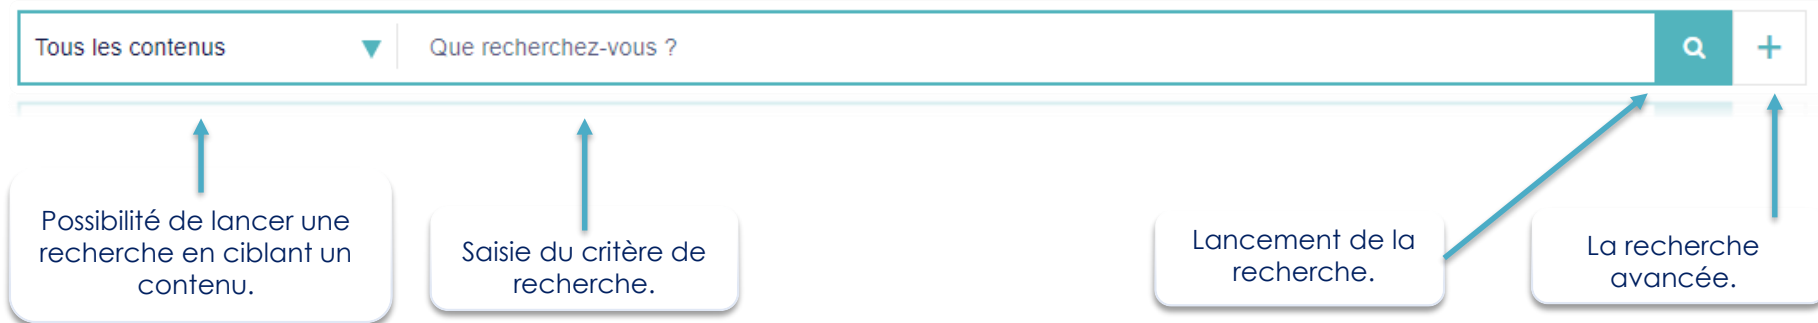 Tous les contenus
Que recherchez-vous ?
Possibilité de lancer une
recherche en ciblant un
contenu.
Saisie du critère de
recherche.
Lancement de la
recherche.
La recherche
avancée.